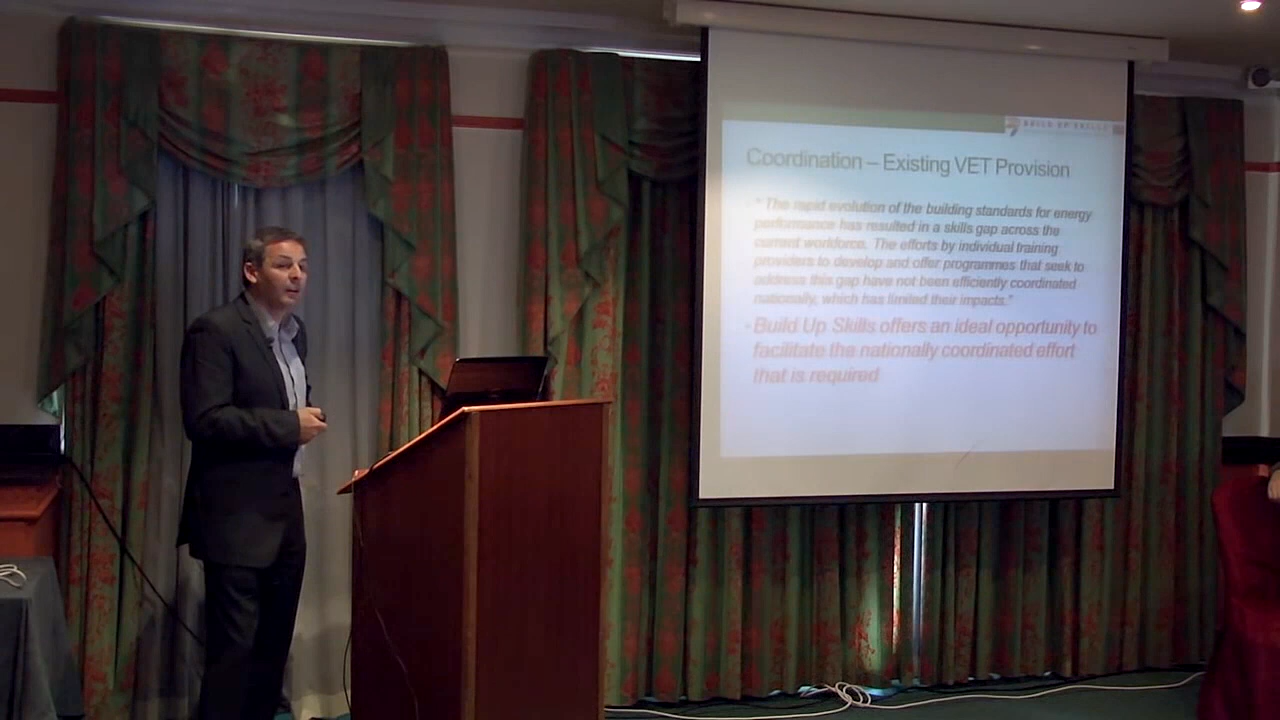 BUILD UP SKILLS
Coordination – Existing VET Provision
" The rapid evolution of the building standards for energy
performance has resulted in a skills gap across the
current workforce. The efforts by individual training
providers to develop and offer programmes that seek to
address this gap have not been efficiently coordinated
nationally, which has limited their impacts."
- Build Up Skills offers an ideal opportunity to
facilitate the nationally coordinated effort
that is required